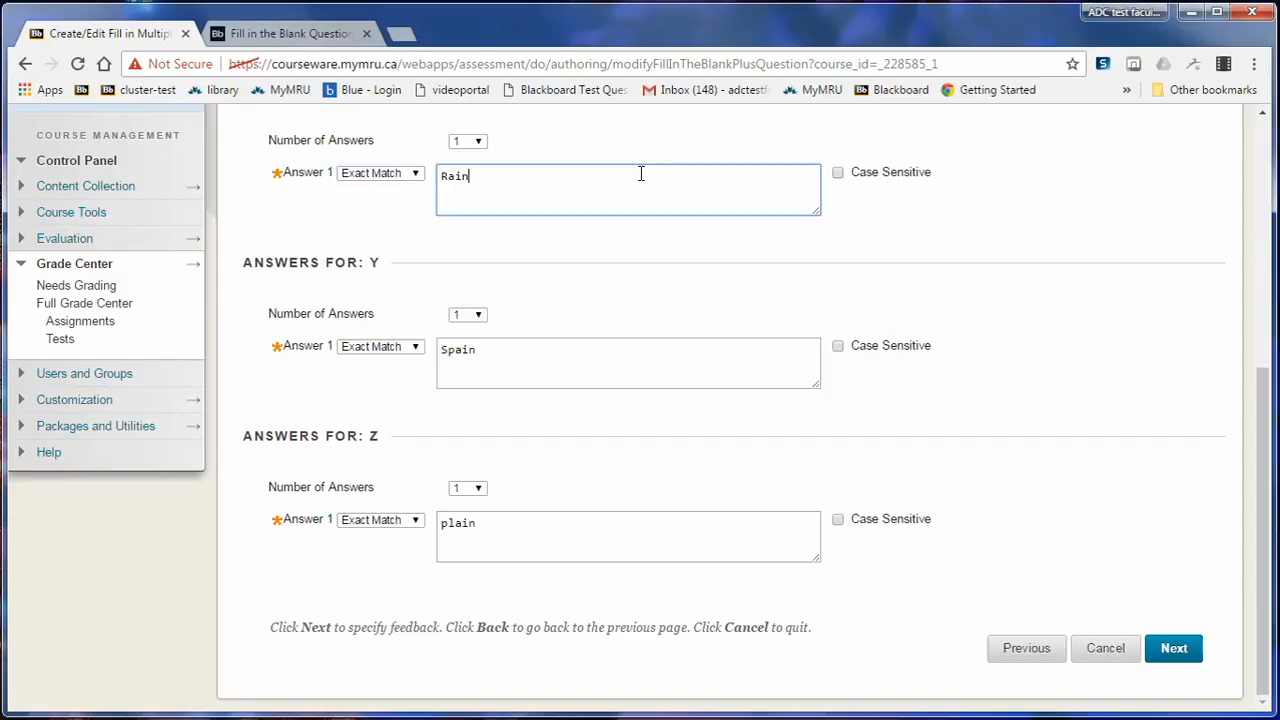 ADC test facul...
Create/Edit Fill in Multipl
Fill in the Blank Question
Not Secure
https://courseware.mymru.ca/webapps/assessment/do/authoring/modifyFillInTheBlankPlusQuestion?course_id=_228585_1
Apps
cluster-test
library
MyMRU
Blue - Login
videoportal
Blackboard Test Ques
Inbox (148) - adctestf
MyMRU
Blackboard
Getting Started
»
Other bookmarks
COURSE MANAGEMENT
Control Panel
Content Collection
Course Tools
Evaluation
Grade Center
Needs Grading
Full Grade Center
Assignments
Tests
Users and Groups
Customization
Packages and Utilities
Help
Number of Answers 1
Answer 1 Exact Match Rain Case Sensitive
ANSWERS FOR: Y
Number of Answers 1
Answer 1 Exact Match Spain Case Sensitive
ANSWERS FOR: Z
Number of Answers 1
Answer 1 Exact Match plain Case Sensitive
Click Next to specify feedback. Click Back to go back to the previous page. Click Cancel to quit.
Previous Cancel Next